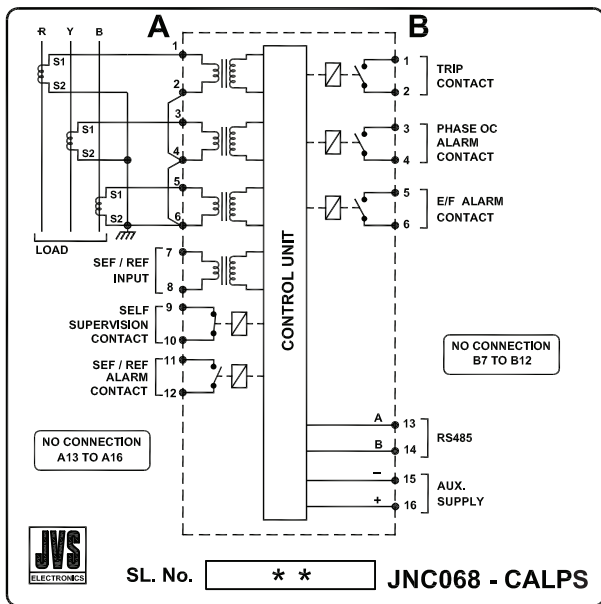 A
B
R Y B
S1
S2
S1
S2
S1
S2
LOAD
1
2
3
4
5
6
7
8
9
10
11
12
SEF / REF
INPUT
SELF
SUPERVISION
CONTACT
SEF / REF
ALARM
CONTACT
NO CONNECTION
A13 TO A16
CONTROL UNIT
1
2
TRIP
CONTACT
3
4
PHASE OC
ALARM
CONTACT
5
6
E/F ALARM
CONTACT
NO CONNECTION
B7 TO B12
A 13
B 14
RS485
− 15
+ 16
AUX.
SUPPLY
JVS
ELECTRONICS
SL. No. * * JNC068 - CALPS